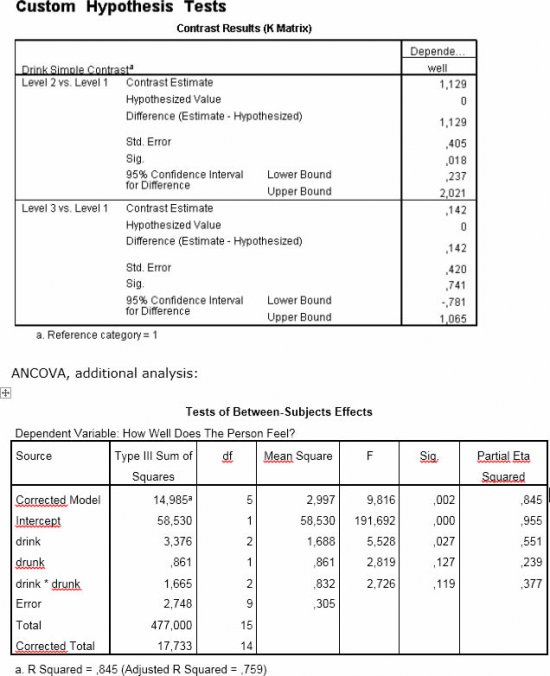 Custom Hypothesis Tests
Contrast Results (K Matrix)
Depende...
Drink Simple Contrastª well
Level 2 vs. Level 1 Contrast Estimate 1,129
Hypothesized Value 0
Difference (Estimate - Hypothesized) 1,129
Std. Error ,405
Sig. ,018
95% Confidence Interval for Difference Lower Bound ,237
Upper Bound 2,021
Level 3 vs. Level 1 Contrast Estimate ,142
Hypothesized Value 0
Difference (Estimate - Hypothesized) ,142
Std. Error ,420
Sig. ,741
95% Confidence Interval for Difference Lower Bound -,781
Upper Bound 1,065
a. Reference category = 1
ANCOVA, additional analysis:
Tests of Between-Subjects Effects
Dependent Variable: How Well Does The Person Feel?
Source Type III Sum of Squares df Mean Square F Sig. Partial Eta Squared
Corrected Model 14,985ª 5 2,997 9,816 ,002 ,845
Intercept 58,530 1 58,530 191,692 ,000 ,955
drink 3,376 2 1,688 5,528 ,027 ,551
drunk ,861 1 ,861 2,819 ,127 ,239
drink * drunk 1,665 2 ,832 2,726 ,119 ,377
Error 2,748 9 ,305
Total 477,000 15
Corrected Total 17,733 14
a. R Squared = ,845 (Adjusted R Squared = ,759)